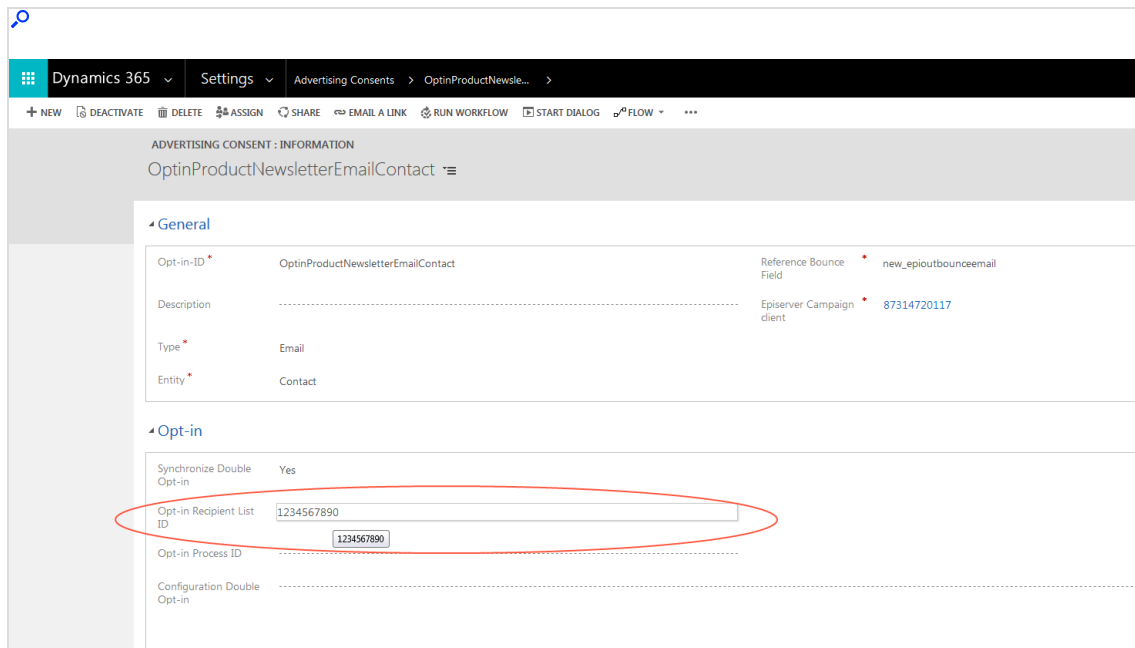 Dynamics 365 Settings Advertising Consents > OptinProductNewsle... >
+ NEW DEACTIVATE DELETE ASSIGN SHARE EMAIL A LINK RUN WORKFLOW START DIALOG FLOW ...
ADVERTISING CONSENT : INFORMATION
OptinProductNewsletterEmailContact
General
Opt-in-ID * OptinProductNewsletterEmailContact
Reference Bounce * new_epioutbounceemail
Field
Description
Episerver Campaign * 87314720117
client
Type * Email
Entity * Contact
Opt-in
Synchronize Double Yes
Opt-in
Opt-in Recipient List 1234567890
ID
1234567890
Opt-in Process ID
Configuration Double
Opt-in